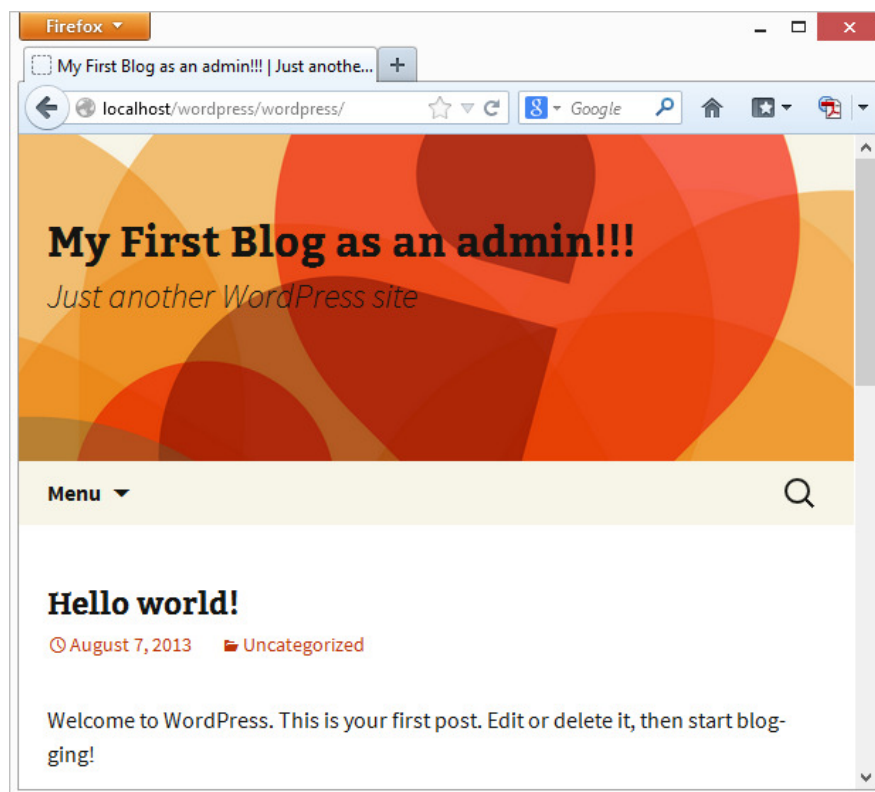 Firefox
My First Blog as an admin!!! | Just anothe...
localhost/wordpress/wordpress/
8 Google
My First Blog as an admin!!!
Just another WordPress site
Menu
Hello world!
August 7, 2013 Uncategorized
Welcome to WordPress. This is your first post. Edit or delete it, then start blog-
ging!